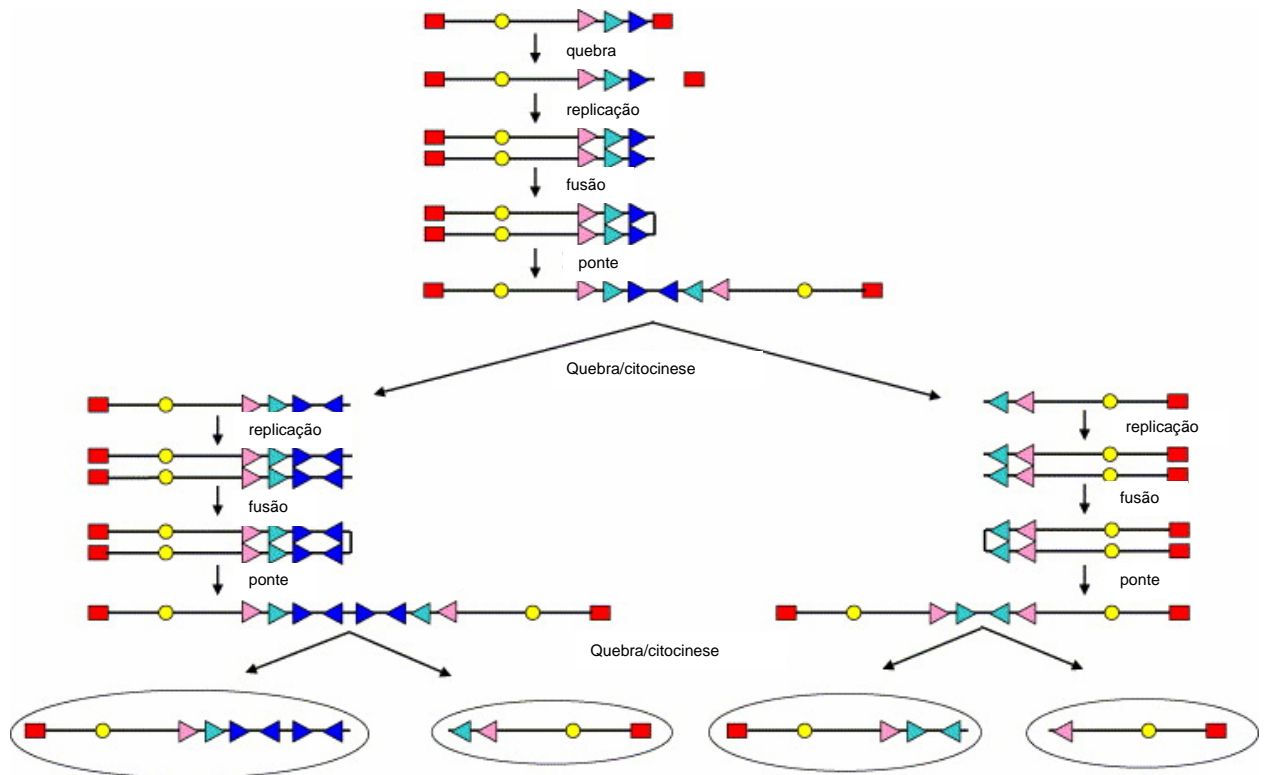 quebra
replicação
fusão
ponte
Quebra/citocinese
replicação
replicação
fusão
fusão
ponte
ponte
Quebra/citocinese